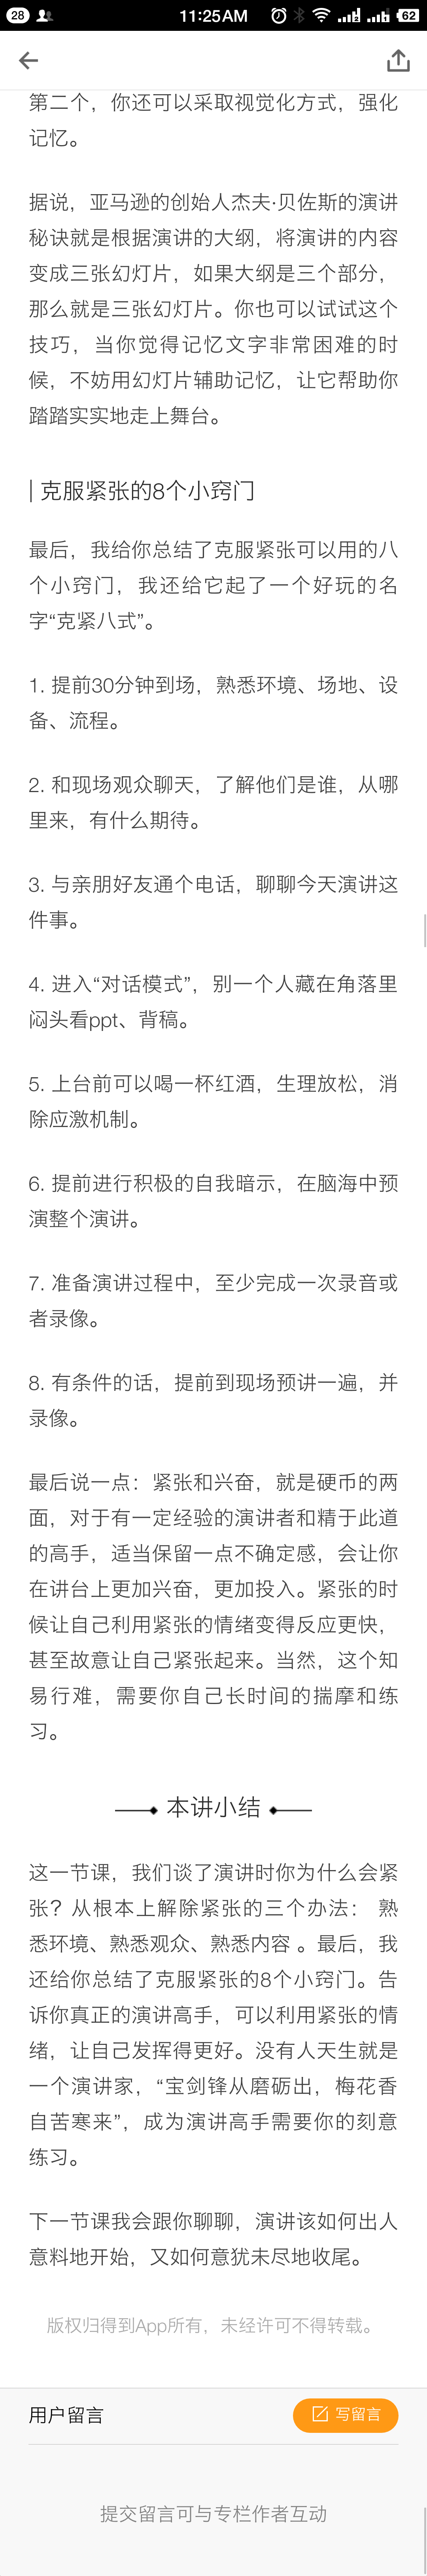 28
11:25AM
62
第二个，你还可以采取视觉化方式，强化
记忆。
据说，亚马逊的创始人杰夫·贝佐斯的演讲
秘诀就是根据演讲的大纲，将演讲的内容
变成三张幻灯片，如果大纲是三个部分，
那么就是三张幻灯片。你也可以试试这个
技巧，当你觉得记忆文字非常困难的时
候，不妨用幻灯片辅助记忆，让它帮助你
踏踏实实地走上舞台。
| 克服紧张的8个小窍门
最后，我给你总结了克服紧张可以用的八
个小窍门，我还给它起了一个好玩的名
字“克紧八式”。
1. 提前30分钟到场，熟悉环境、场地、设
备、流程。
2. 和现场观众聊天，了解他们是谁，从哪
里来，有什么期待。
3. 与亲朋好友通个电话，聊聊今天演讲这
件事。
4. 进入“对话模式”，别一个人藏在角落里
闷头看ppt、背稿。
5. 上台前可以喝一杯红酒，生理放松，消
除应激机制。
6. 提前进行积极的自我暗示，在脑海中预
演整个演讲。
7. 准备演讲过程中，至少完成一次录音或
者录像。
8. 有条件的话，提前到现场预讲一遍，并
录像。
最后说一点：紧张和兴奋，就是硬币的两
面，对于有一定经验的演讲者和精于此道
的高手，适当保留一点不确定感，会让你
在讲台上更加兴奋，更加投入。紧张的时
候让自己利用紧张的情绪变得反应更快，
甚至故意让自己紧张起来。当然，这个知
易行难，需要你自己长时间的揣摩和练
习。
本讲小结
这一节课，我们谈了演讲时你为什么会紧
张？从根本上解除紧张的三个办法： 熟
悉环境、熟悉观众、熟悉内容 。最后，我
还给你总结了克服紧张的8个小窍门。告
诉你真正的演讲高手，可以利用紧张的情
绪，让自己发挥得更好。没有人天生就是
一个演讲家，“宝剑锋从磨砺出，梅花香
自苦寒来”，成为演讲高手需要你的刻意
练习。
下一节课我会跟你聊聊，演讲该如何出人
意料地开始，又如何意犹未尽地收尾。
版权归得到App所有，未经许可不得转载。
用户留言
写留言
提交留言可与专栏作者互动